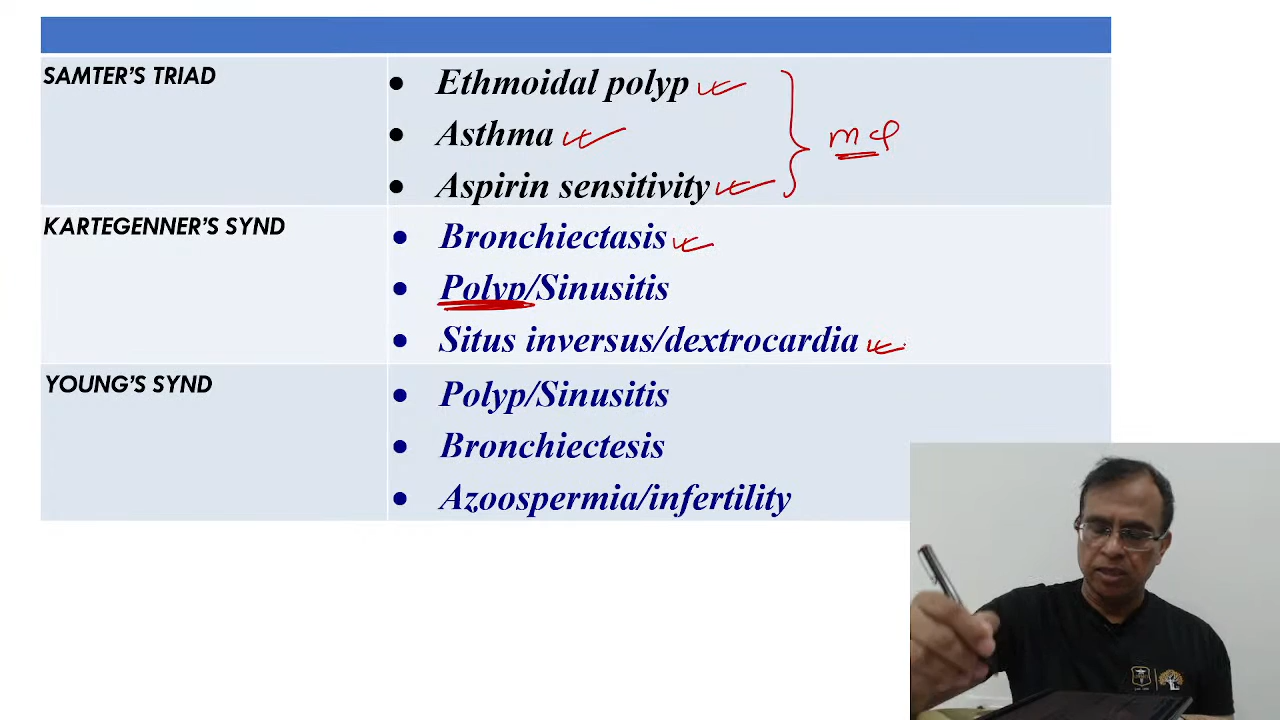 SAMTER'S TRIAD
• Ethmoidal polyp
• Asthma
• Aspirin sensitivity
KARTEGENNER'S SYND
• Bronchiectasis
• Polyp/Sinusitis
• Situs inversus/dextrocardia
YOUNG'S SYND
• Polyp/Sinusitis
• Bronchiectesis
• Azoospermia/infertility